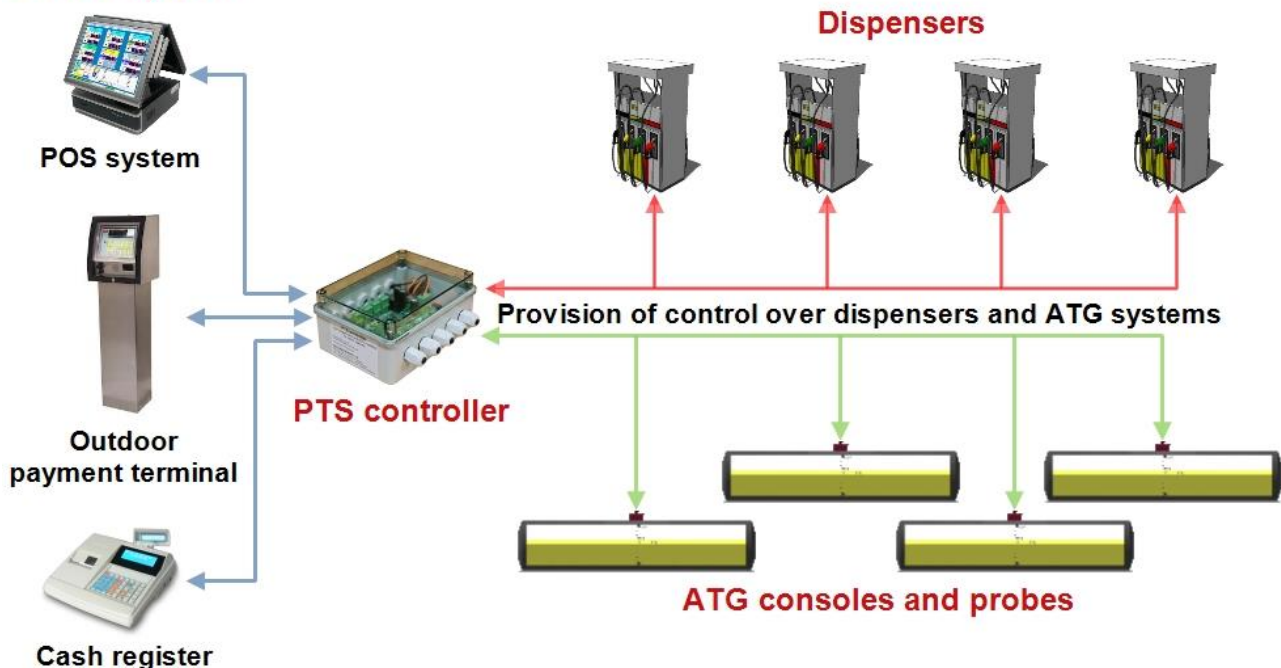 Dispensers
POS system
Provision of control over dispensers and ATG systems
PTS controller
Outdoor
payment terminal
ATG consoles and probes
Cash register